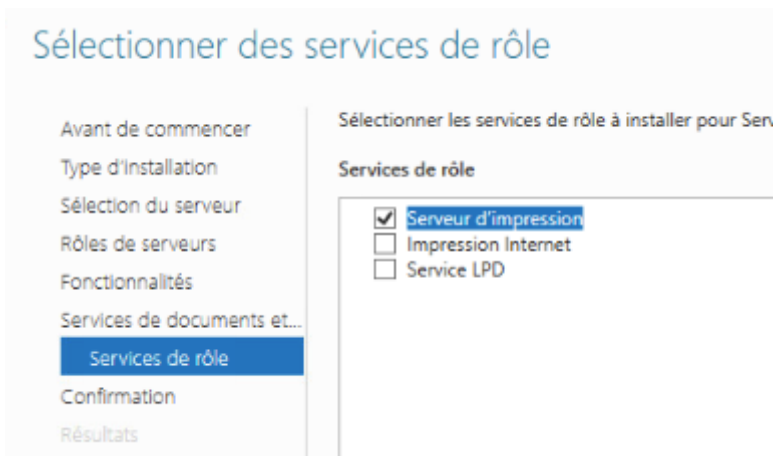 Sélectionner des services de rôle
Avant de commencer
Type d'installation
Sélection du serveur
Rôles de serveurs
Fonctionnalités
Services de documents et...
Services de rôle
Confirmation
Résultats
Sélectionner les services de rôle à installer pour Serv
Services de rôle
Serveur d'impression
Impression Internet
Service LPD